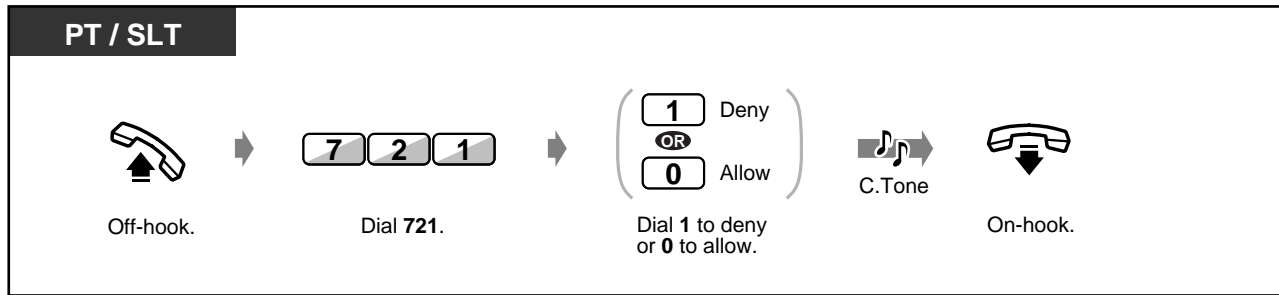 PT / SLT
7 2 1
1 Deny
OR
0 Allow
C.Tone
Off-hook.
Dial 721.
Dial 1 to deny
or 0 to allow.
On-hook.